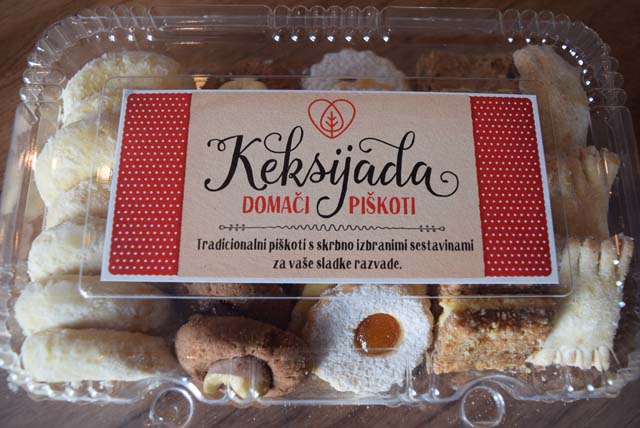 Keksijada
DOMAČI PIŠKOTI
Tradicionalni piškoti s skrbno izbranimi sestavinami
za vaše sladke razvade.